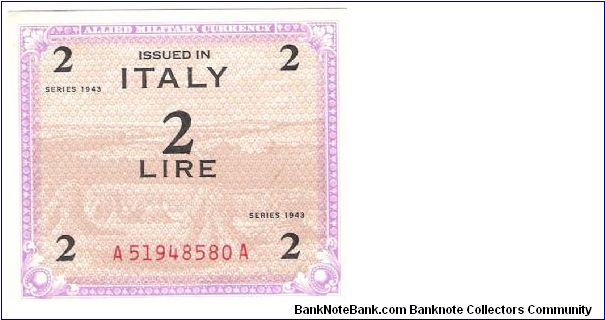 ALLIED MILITARY CURRENCY
2 ISSUED IN 2
ITALY
SERIES 1943
2
LIRE
SERIES 1943
2 A51948580A 2
BankNoteBank.com Banknote Collectors Community